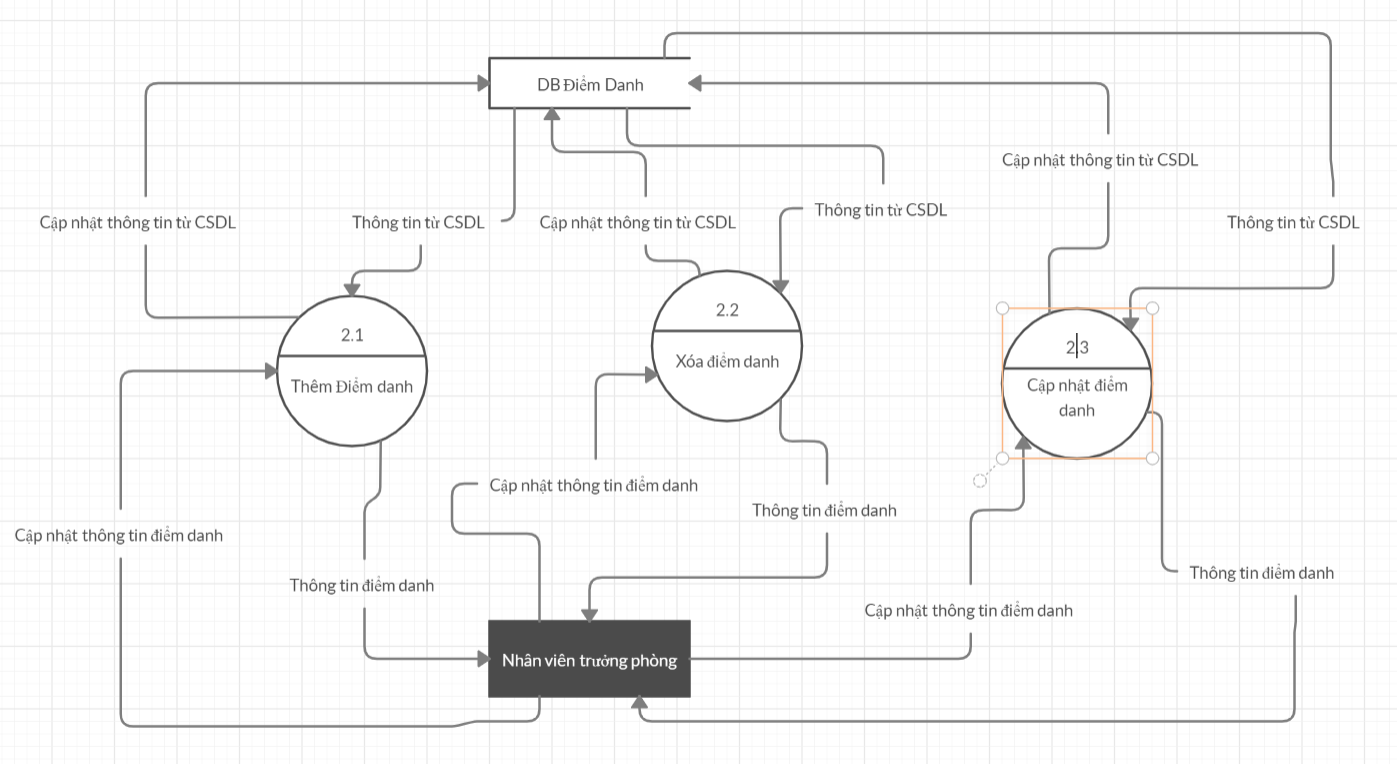 DB Điểm Danh
Cập nhật thông tin từ CSDL
Thông tin từ CSDL
Cập nhật thông tin từ CSDL
Thông tin từ CSDL
Cập nhật thông tin từ CSDL
Thông tin từ CSDL
2.1
Thêm Điểm danh
2.2
Xóa điểm danh
2.3
Cập nhật điểm
danh
Cập nhật thông tin điểm danh
Thông tin điểm danh
Cập nhật thông tin điểm danh
Thông tin điểm danh
Cập nhật thông tin điểm danh
Thông tin điểm danh
Nhân viên trưởng phòng